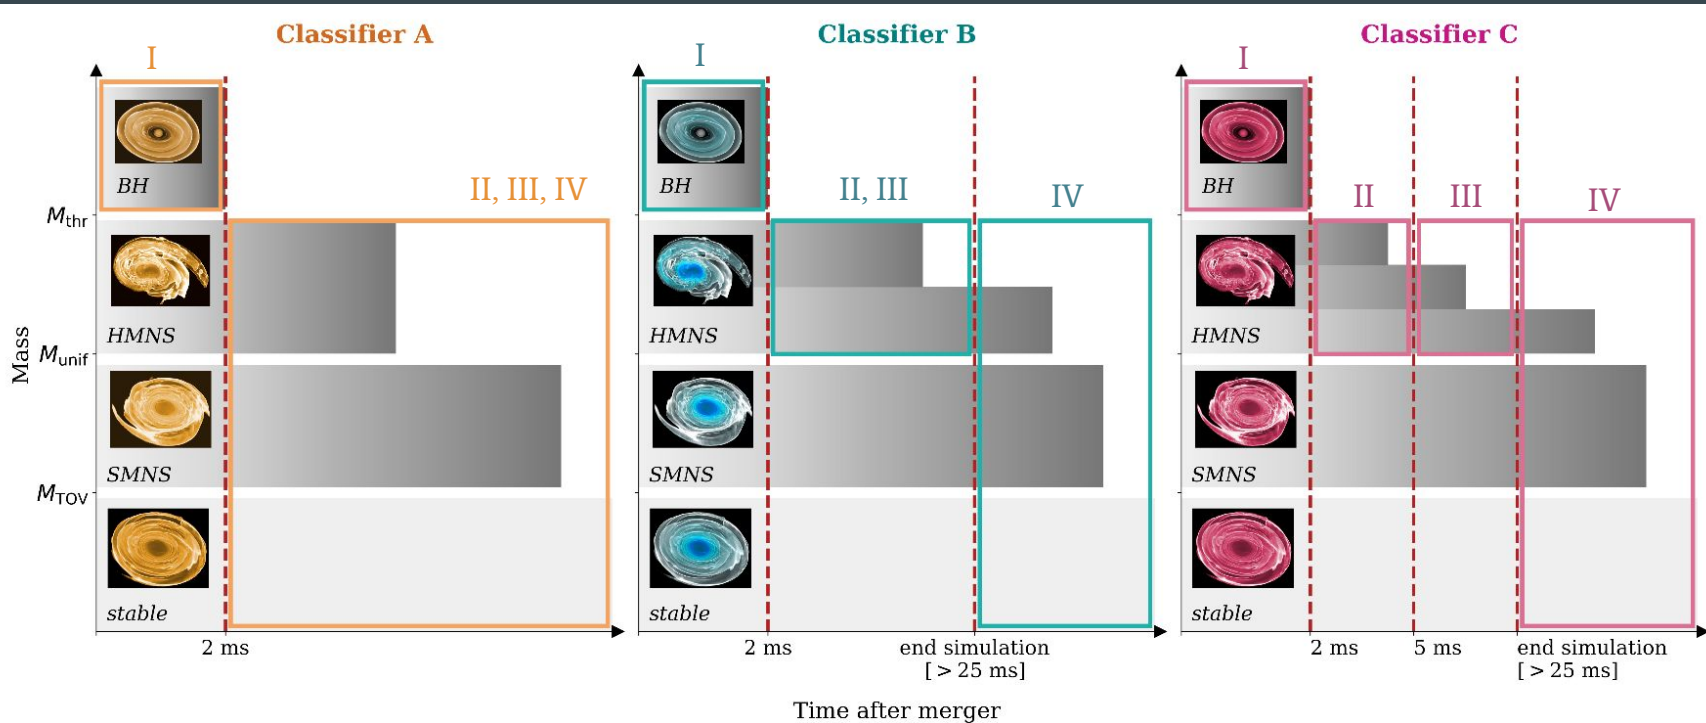 Classifier A
Classifier B
Classifier C
I
I
I
BH
BH
BH
II, III, IV
II, III
IV
II
III
IV
Mass
M_thr
HMNS
HMNS
HMNS
M_unif
SMNS
SMNS
SMNS
M_TOV
stable
stable
stable
2 ms
2 ms
end simulation
[ > 25 ms]
2 ms
5 ms
end simulation
[ > 25 ms]
Time after merger